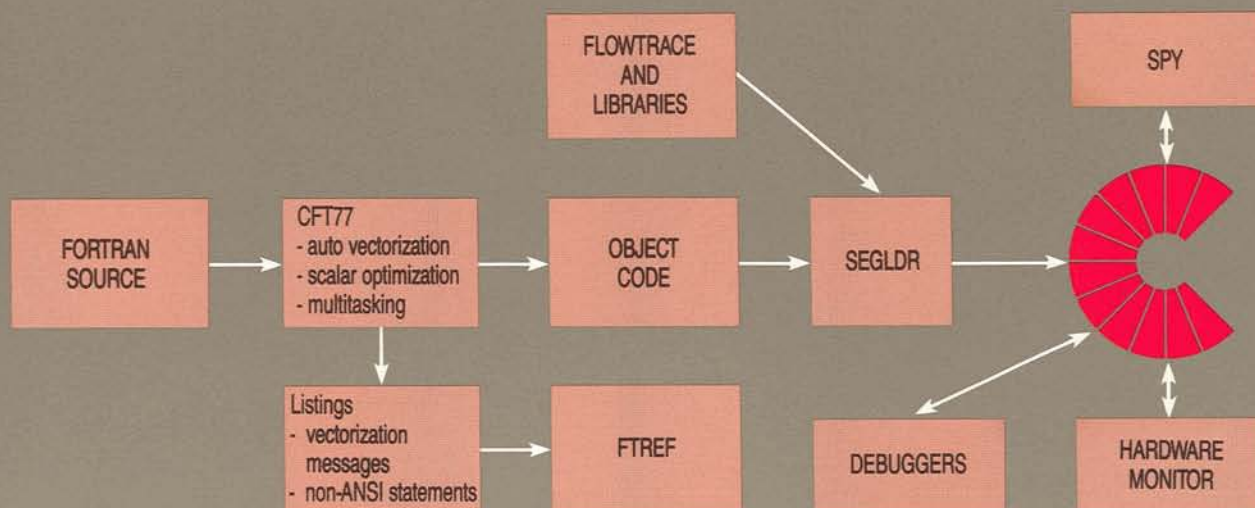 FLOWTRACE
AND
LIBRARIES
SPY
FORTRAN
SOURCE
CFT77
- auto vectorization
- scalar optimization
- multitasking
OBJECT
CODE
SEGLDR
Listings
- vectorization
messages
- non-ANSI statements
FTREF
DEBUGGERS
HARDWARE
MONITOR